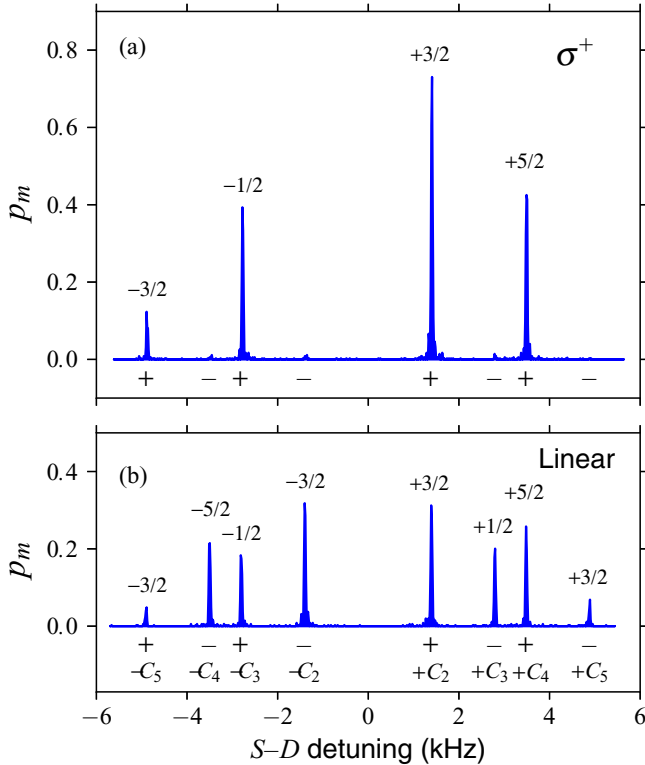 (a)
σ⁺
0.8
+3/2
0.6
+5/2
−1/2
0.4
p_m
0.2
−3/2
0.0
+ − + − + − + −
(b)
Linear
0.4
−3/2 +3/2 +5/2
−5/2
−1/2 +1/2
p_m
0.2
−3/2 +3/2
0.0
+ − + − + − + −
−C₅ −C₄ −C₃ −C₂ +C₂ +C₃ +C₄ +C₅
−6 −4 −2 0 2 4 6
S–D detuning (kHz)